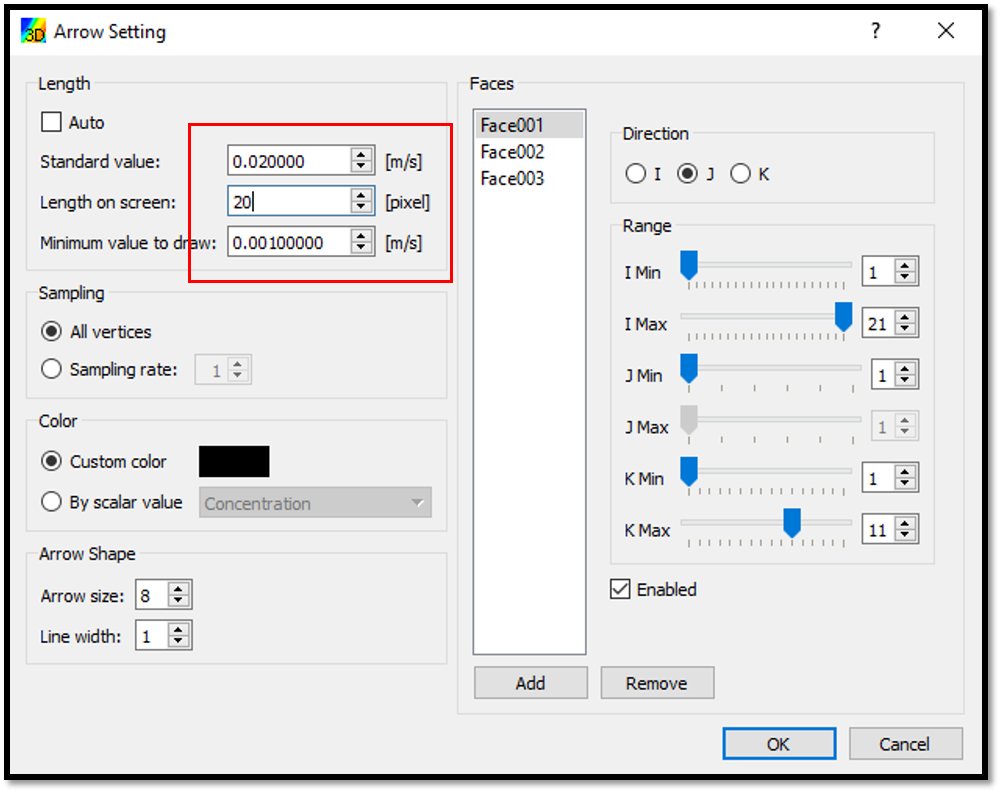 3D Arrow Setting ?
Length
Auto
Standard value: 0.020000 [m/s]
Length on screen: 20 [pixel]
Minimum value to draw: 0.00100000 [m/s]
Sampling
All vertices
Sampling rate: 1
Color
Custom color
By scalar value Concentration
Arrow Shape
Arrow size: 8
Line width: 1
Faces
Face001
Face002
Face003
Add Remove
Direction
I J K
Range
I Min 1
I Max 21
J Min 1
J Max 1
K Min 1
K Max 11
Enabled
OK Cancel